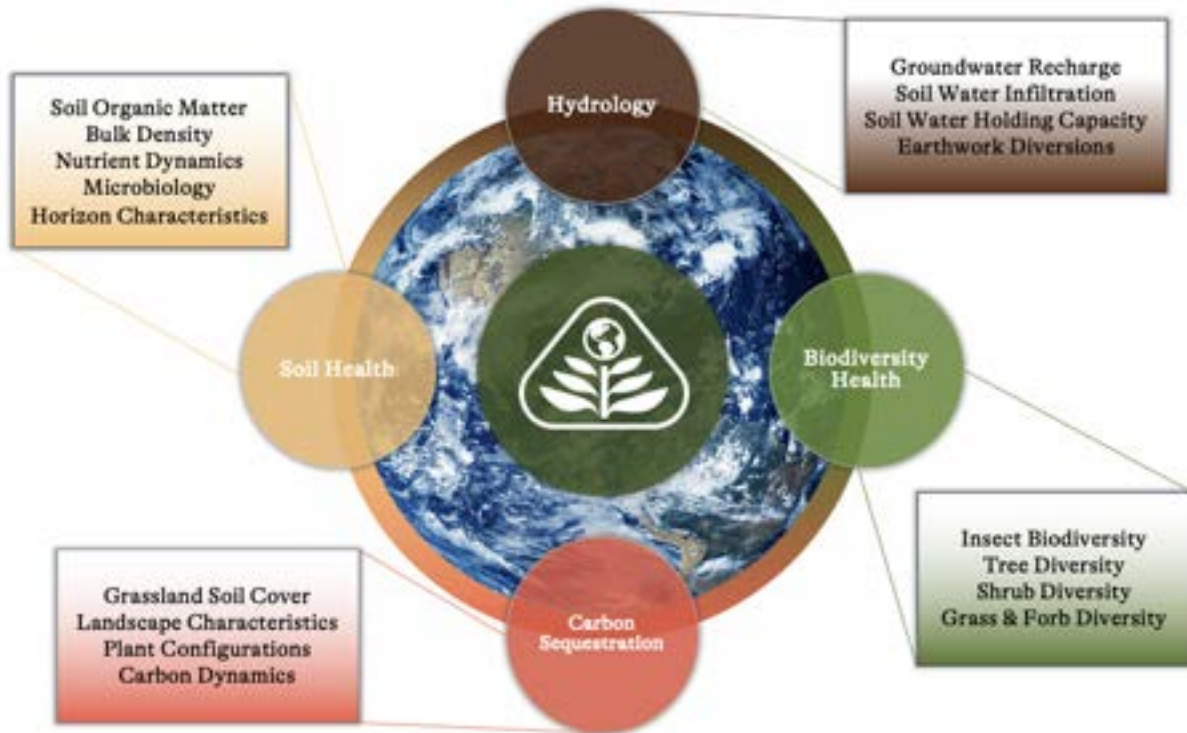 Hydrology
Groundwater Recharge
Soil Water Infiltration
Soil Water Holding Capacity
Earthwork Diversions
Soil Organic Matter
Bulk Density
Nutrient Dynamics
Microbiology
Horizon Characteristics
Soil Health
Biodiversity
Health
Insect Biodiversity
Tree Diversity
Shrub Diversity
Grass & Forb Diversity
Grassland Soil Cover
Landscape Characteristics
Plant Configurations
Carbon Dynamics
Carbon
Sequestration